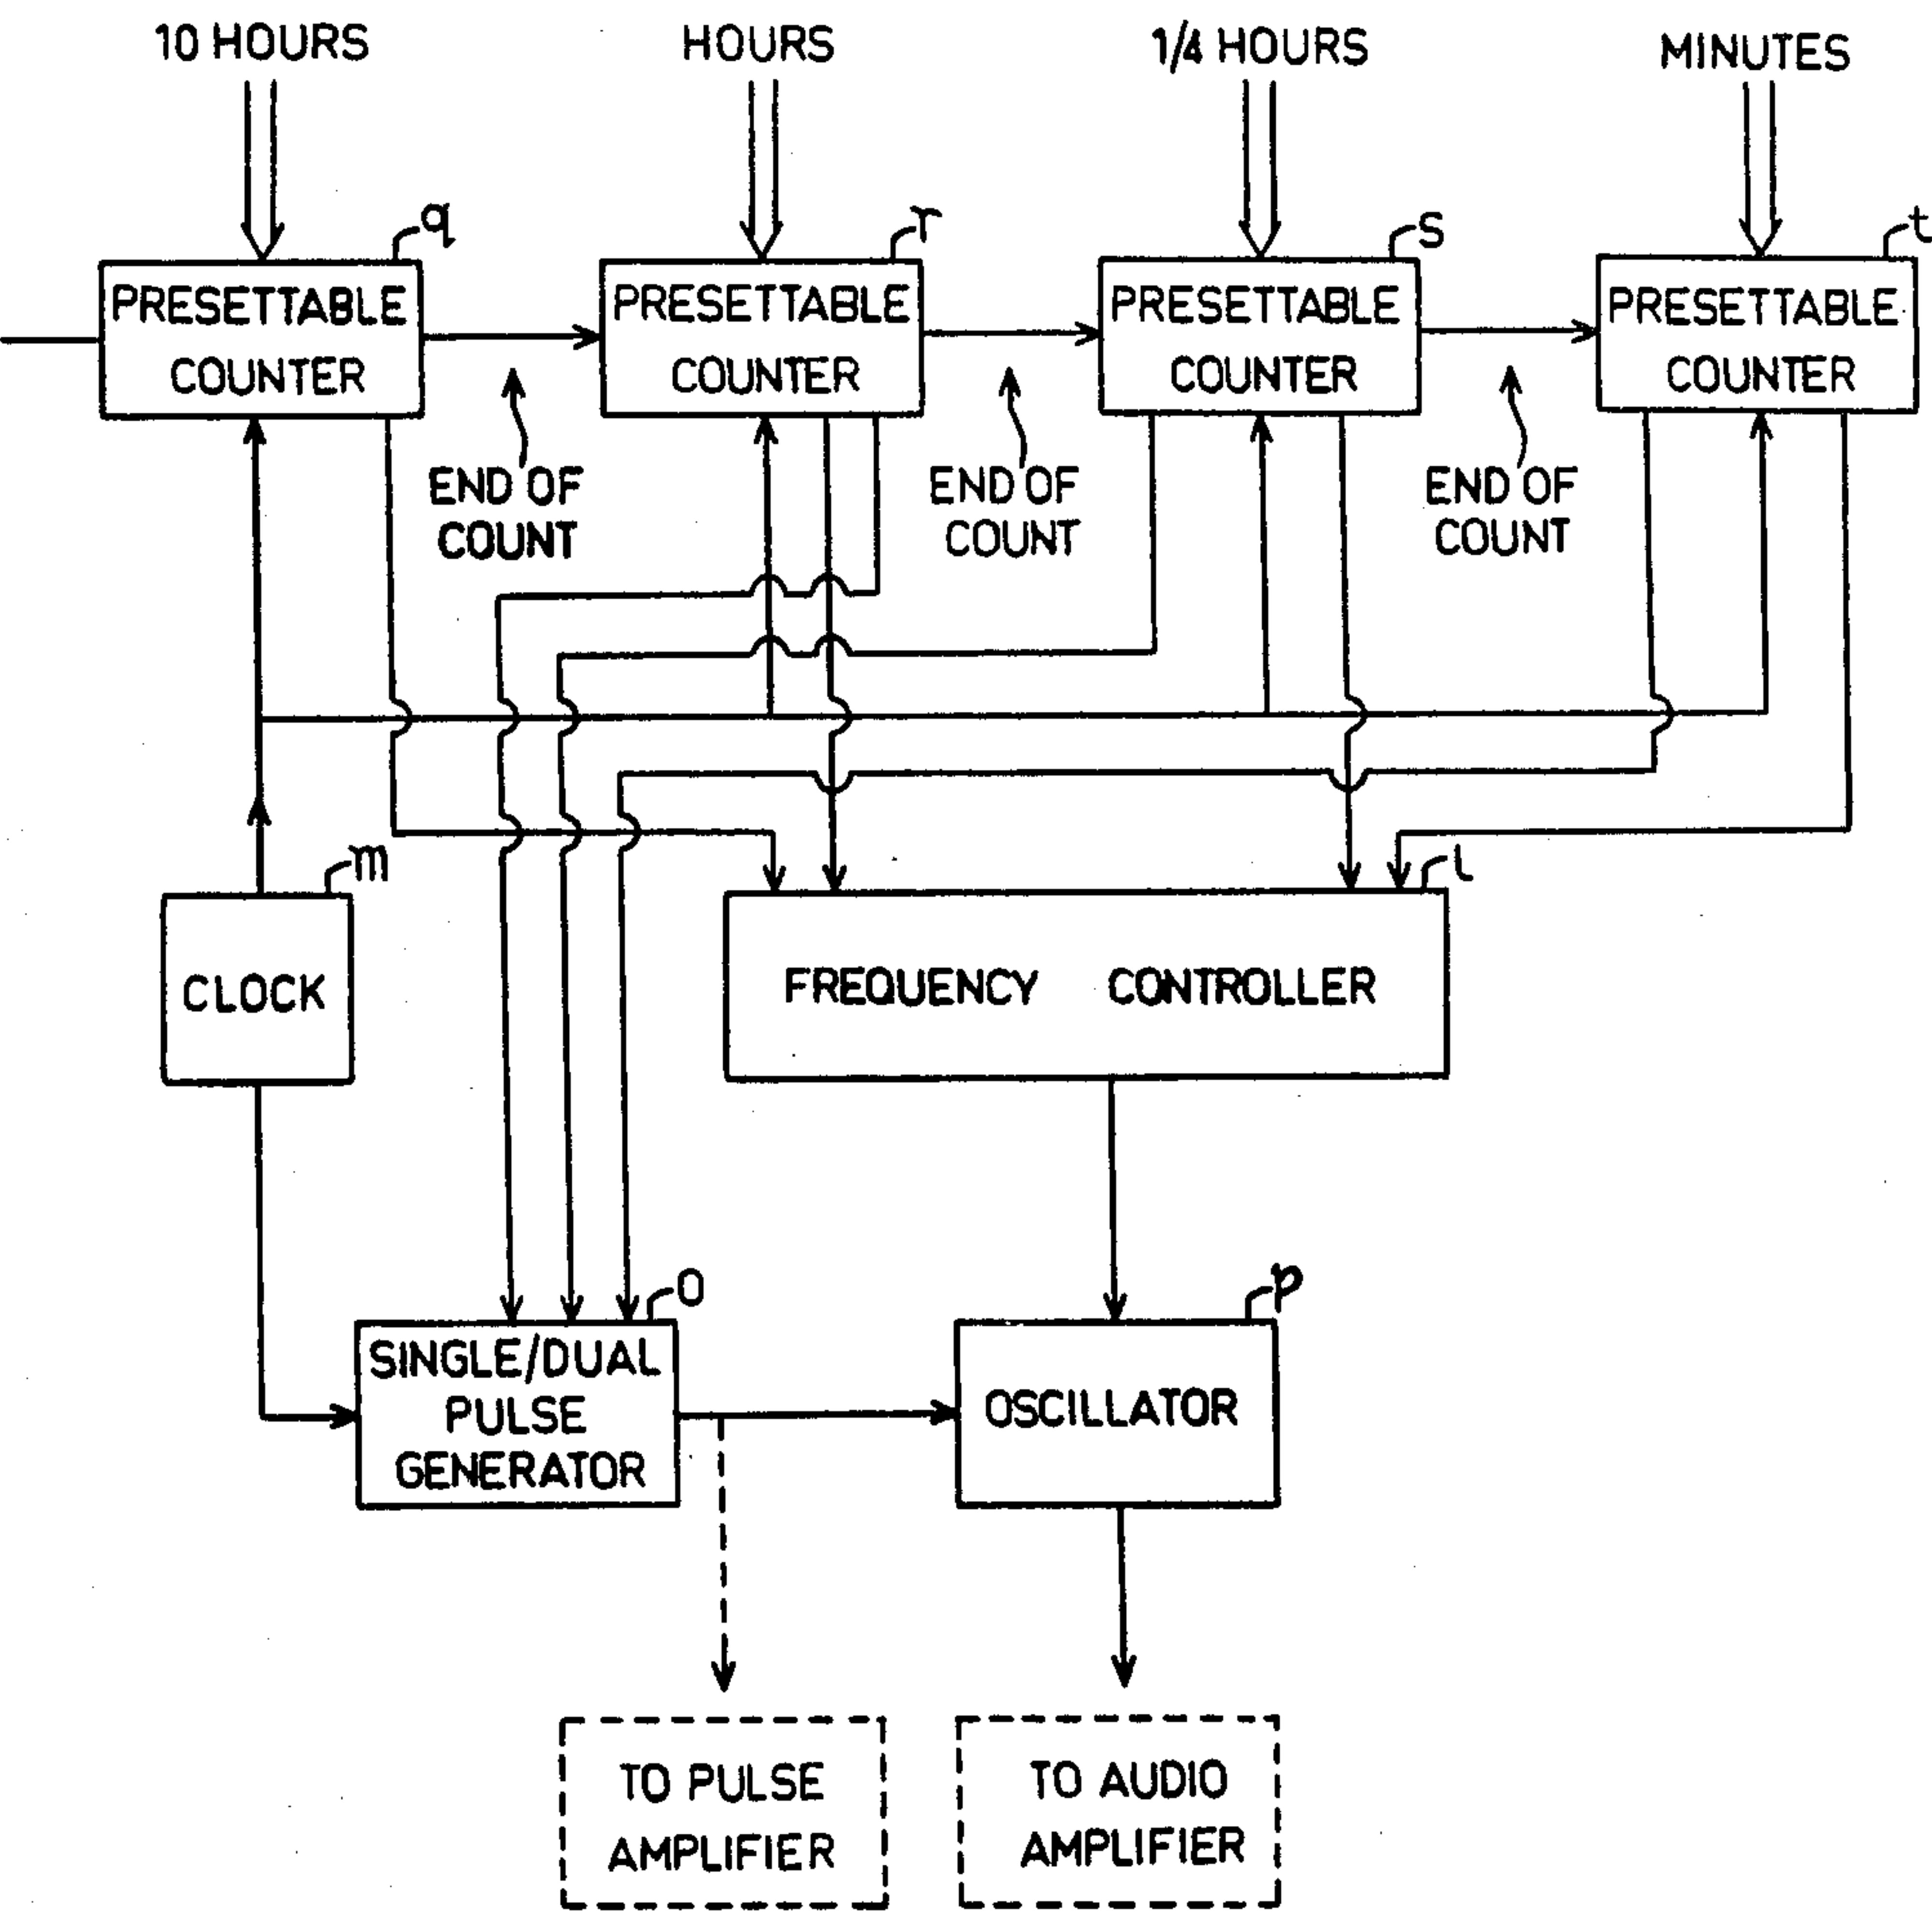 10 HOURS
HOURS
1/4 HOURS
MINUTES
q
r
s
t
PRESETTABLE
COUNTER
PRESETTABLE
COUNTER
PRESETTABLE
COUNTER
PRESETTABLE
COUNTER
END OF
COUNT
END OF
COUNT
END OF
COUNT
m
CLOCK
l
FREQUENCY CONTROLLER
o
SINGLE/DUAL
PULSE
GENERATOR
p
OSCILLATOR
TO PULSE
AMPLIFIER
TO AUDIO
AMPLIFIER